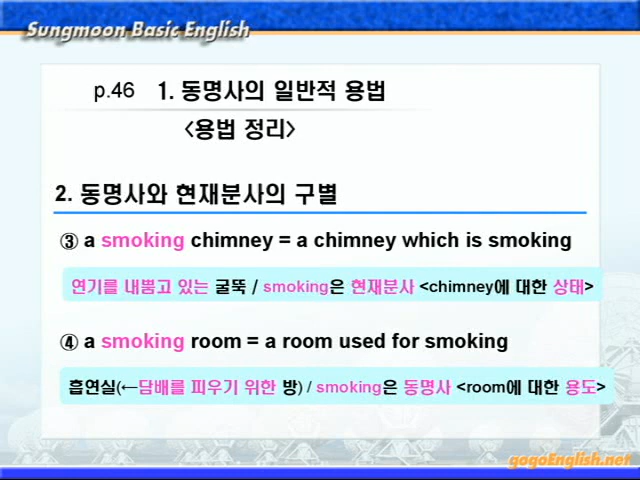 Sungmoon Basic English
p.46 1. 동명사의 일반적 용법
<용법 정리>
2. 동명사와 현재분사의 구별
③ a smoking chimney = a chimney which is smoking
연기를 내뿜고 있는 굴뚝 / smoking은 현재분사 <chimney에 대한 상태>
④ a smoking room = a room used for smoking
흡연실(←담배를 피우기 위한 방) / smoking은 동명사 <room에 대한 용도>
gogoEnglish.net